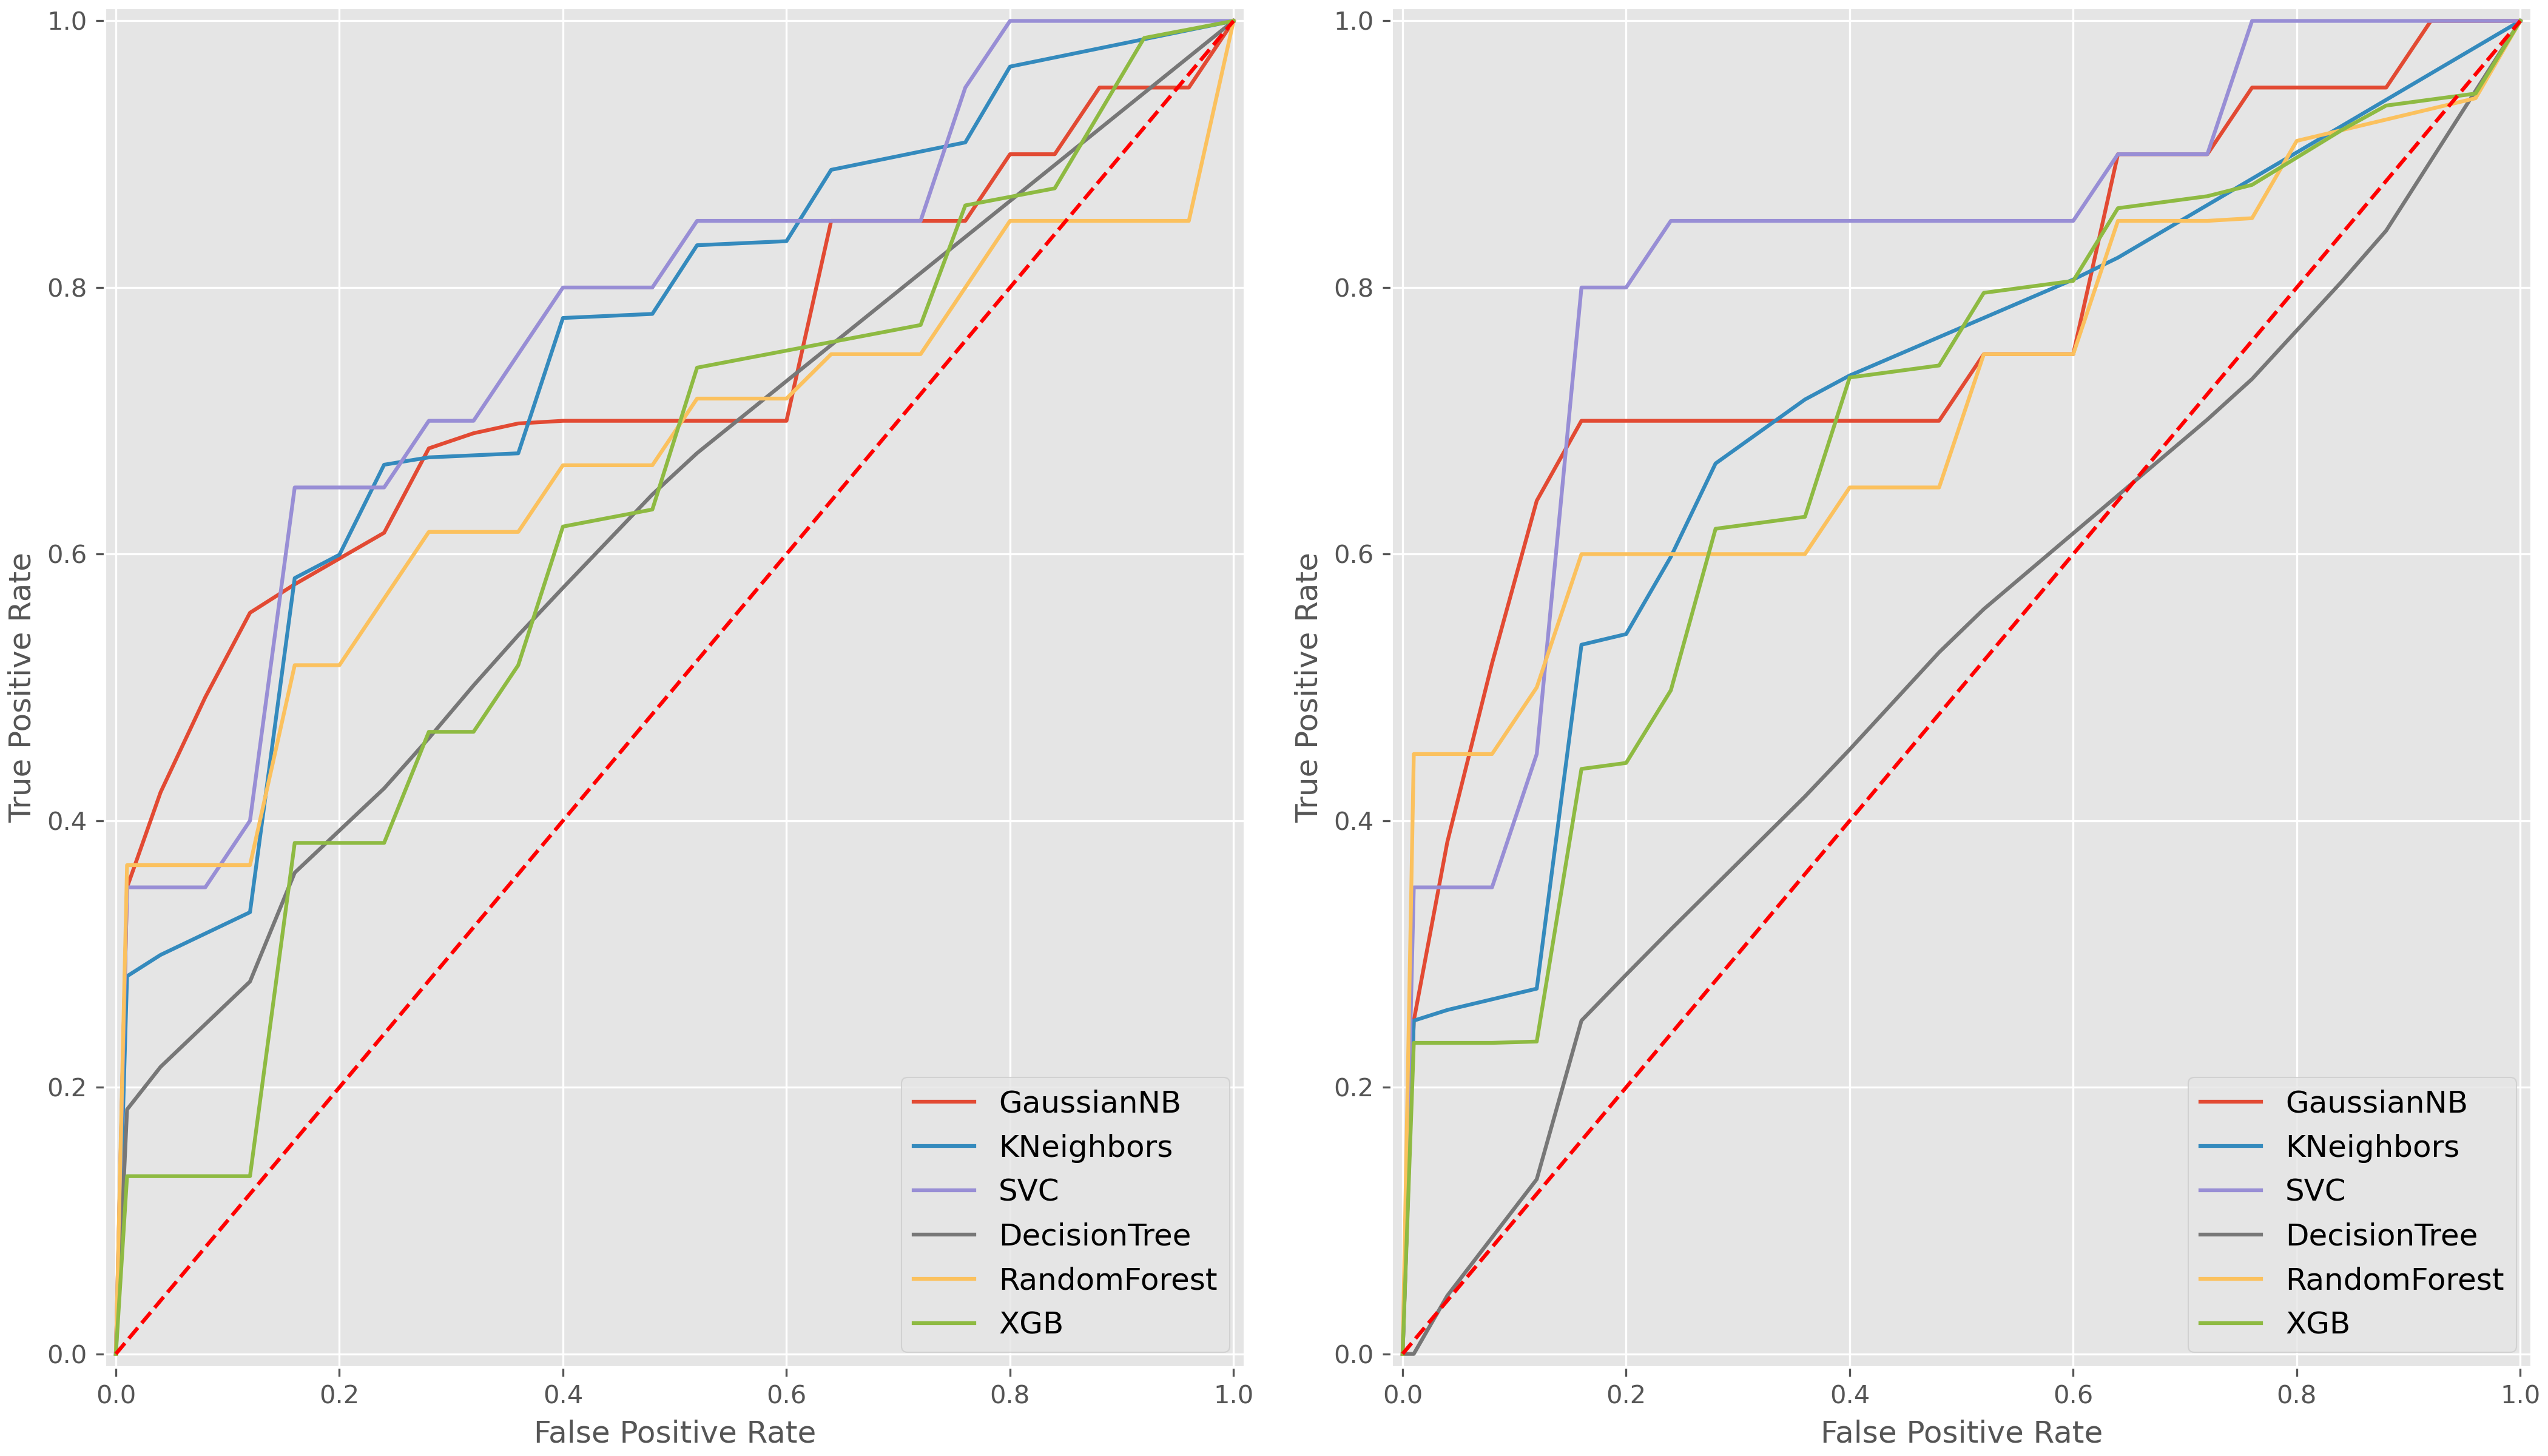 1.0
0.8
0.6
0.4
0.2
0.0
True Positive Rate
GaussianNB
KNeighbors
SVC
DecisionTree
RandomForest
XGB
0.0 0.2 0.4 0.6 0.8 1.0
False Positive Rate
1.0
0.8
0.6
0.4
0.2
0.0
True Positive Rate
GaussianNB
KNeighbors
SVC
DecisionTree
RandomForest
XGB
0.0 0.2 0.4 0.6 0.8 1.0
False Positive Rate